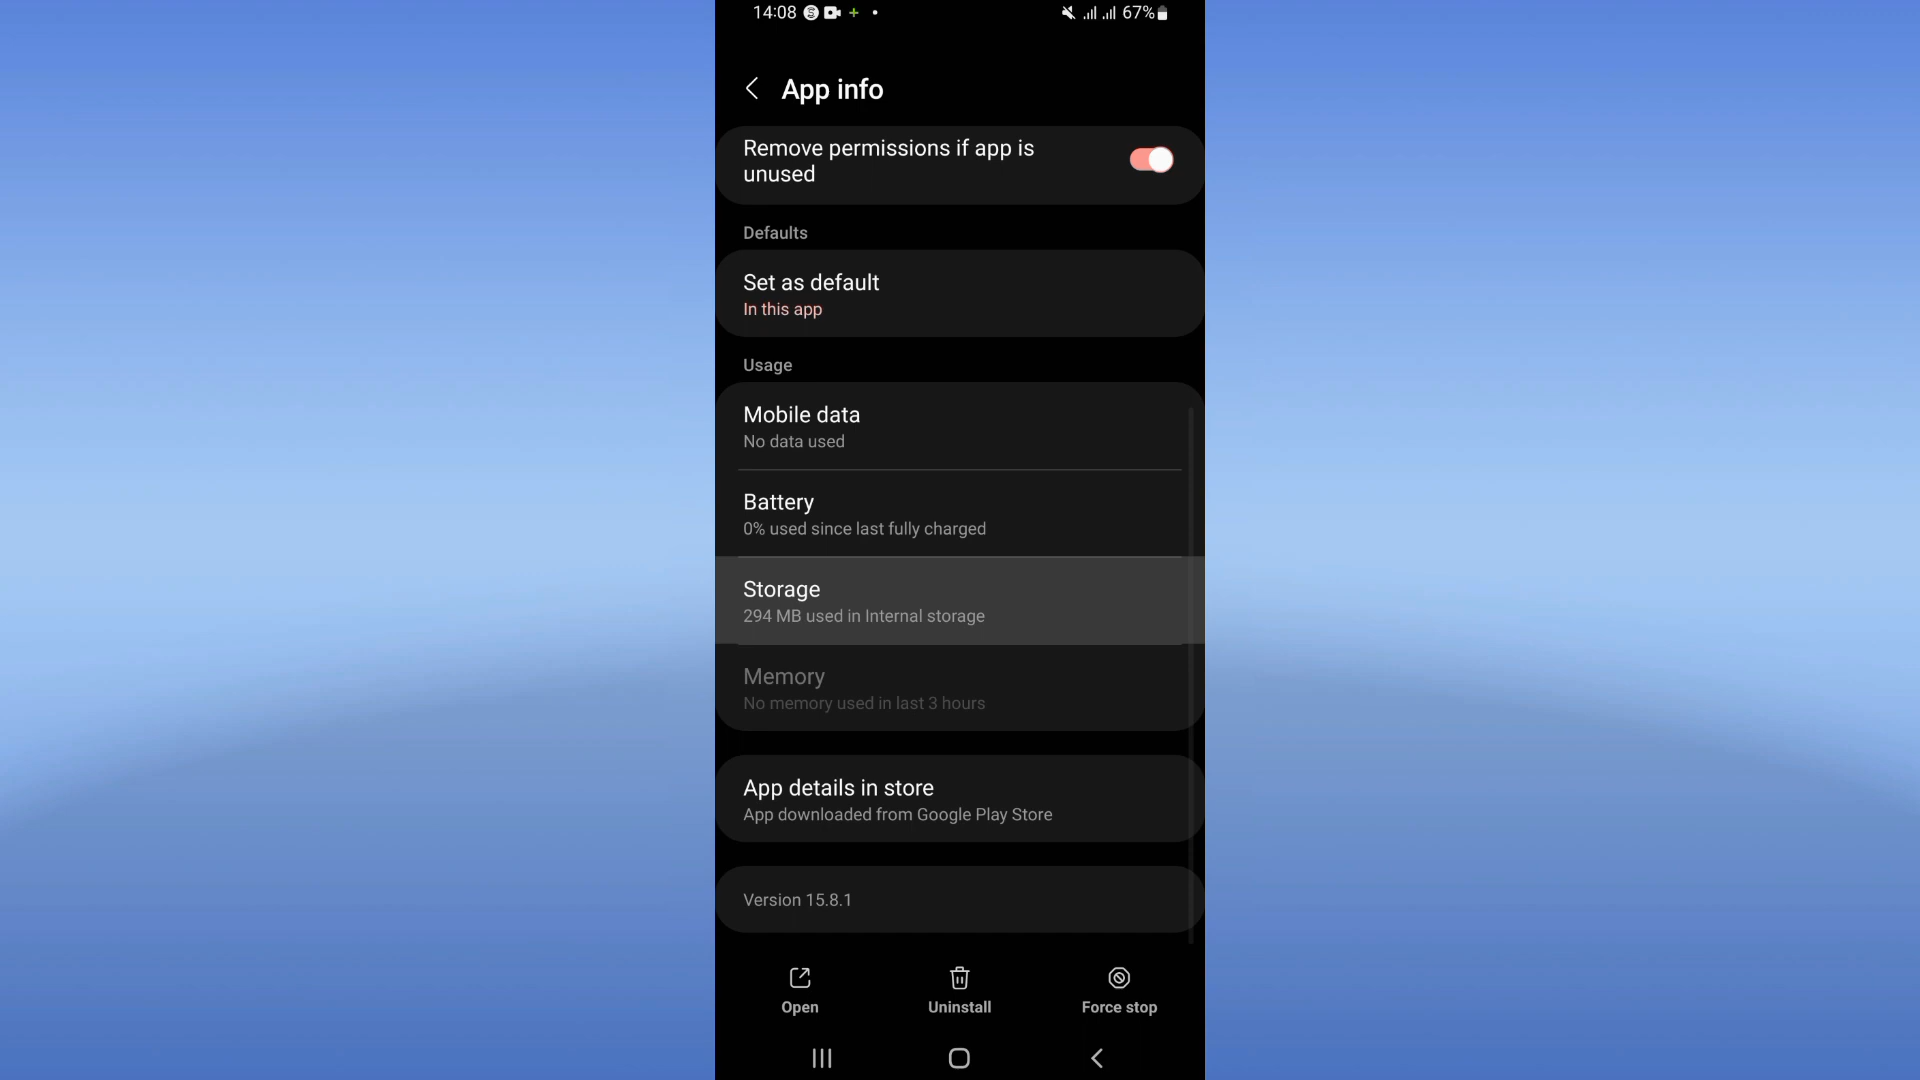 14:08
67%
App info
Remove permissions if app is
unused
Defaults
Set as default
In this app
Usage
Mobile data
No data used
Battery
0% used since last fully charged
Storage
294 MB used in Internal storage
Memory
No memory used in last 3 hours
App details in store
App downloaded from Google Play Store
Version 15.8.1
Open
Uninstall
Force stop